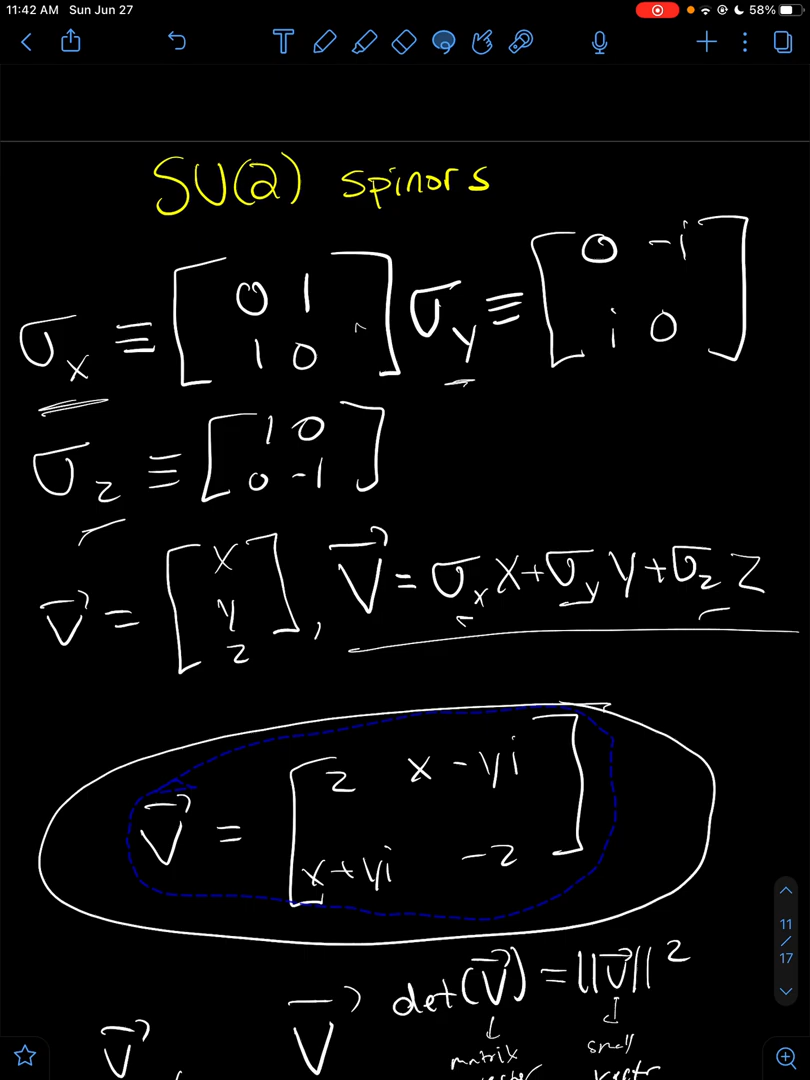 11:42 AM Sun Jun 27 58%
SU(2) spinors
σx ≡ [0 1; 1 0] σy ≡ [0 -i; i 0]
σz ≡ [1 0; 0 -1]
v⃗ = [x; y; z], V⃗ = σx X + σy Y + σz Z
V⃗ = [z x - yi; x + yi -z]
det(V⃗) = ||v⃗||²
V⃗ V⃗
matrix small
vector
11
/
17